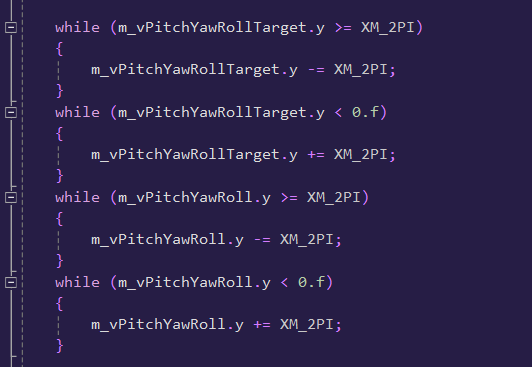 while (m_vPitchYawRollTarget.y >= XM_2PI)
{
m_vPitchYawRollTarget.y -= XM_2PI;
}
while (m_vPitchYawRollTarget.y < 0.f)
{
m_vPitchYawRollTarget.y += XM_2PI;
}
while (m_vPitchYawRoll.y >= XM_2PI)
{
m_vPitchYawRoll.y -= XM_2PI;
}
while (m_vPitchYawRoll.y < 0.f)
{
m_vPitchYawRoll.y += XM_2PI;
}